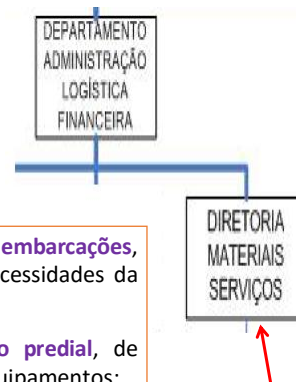 DEPARTAMENTO
ADMINISTRAÇÃO
LOGÍSTICA
FINANCEIRA
DIRETORIA
MATERIAIS
SERVIÇOS
embarcações,
cessidades da
o predial, de
uipamentos;